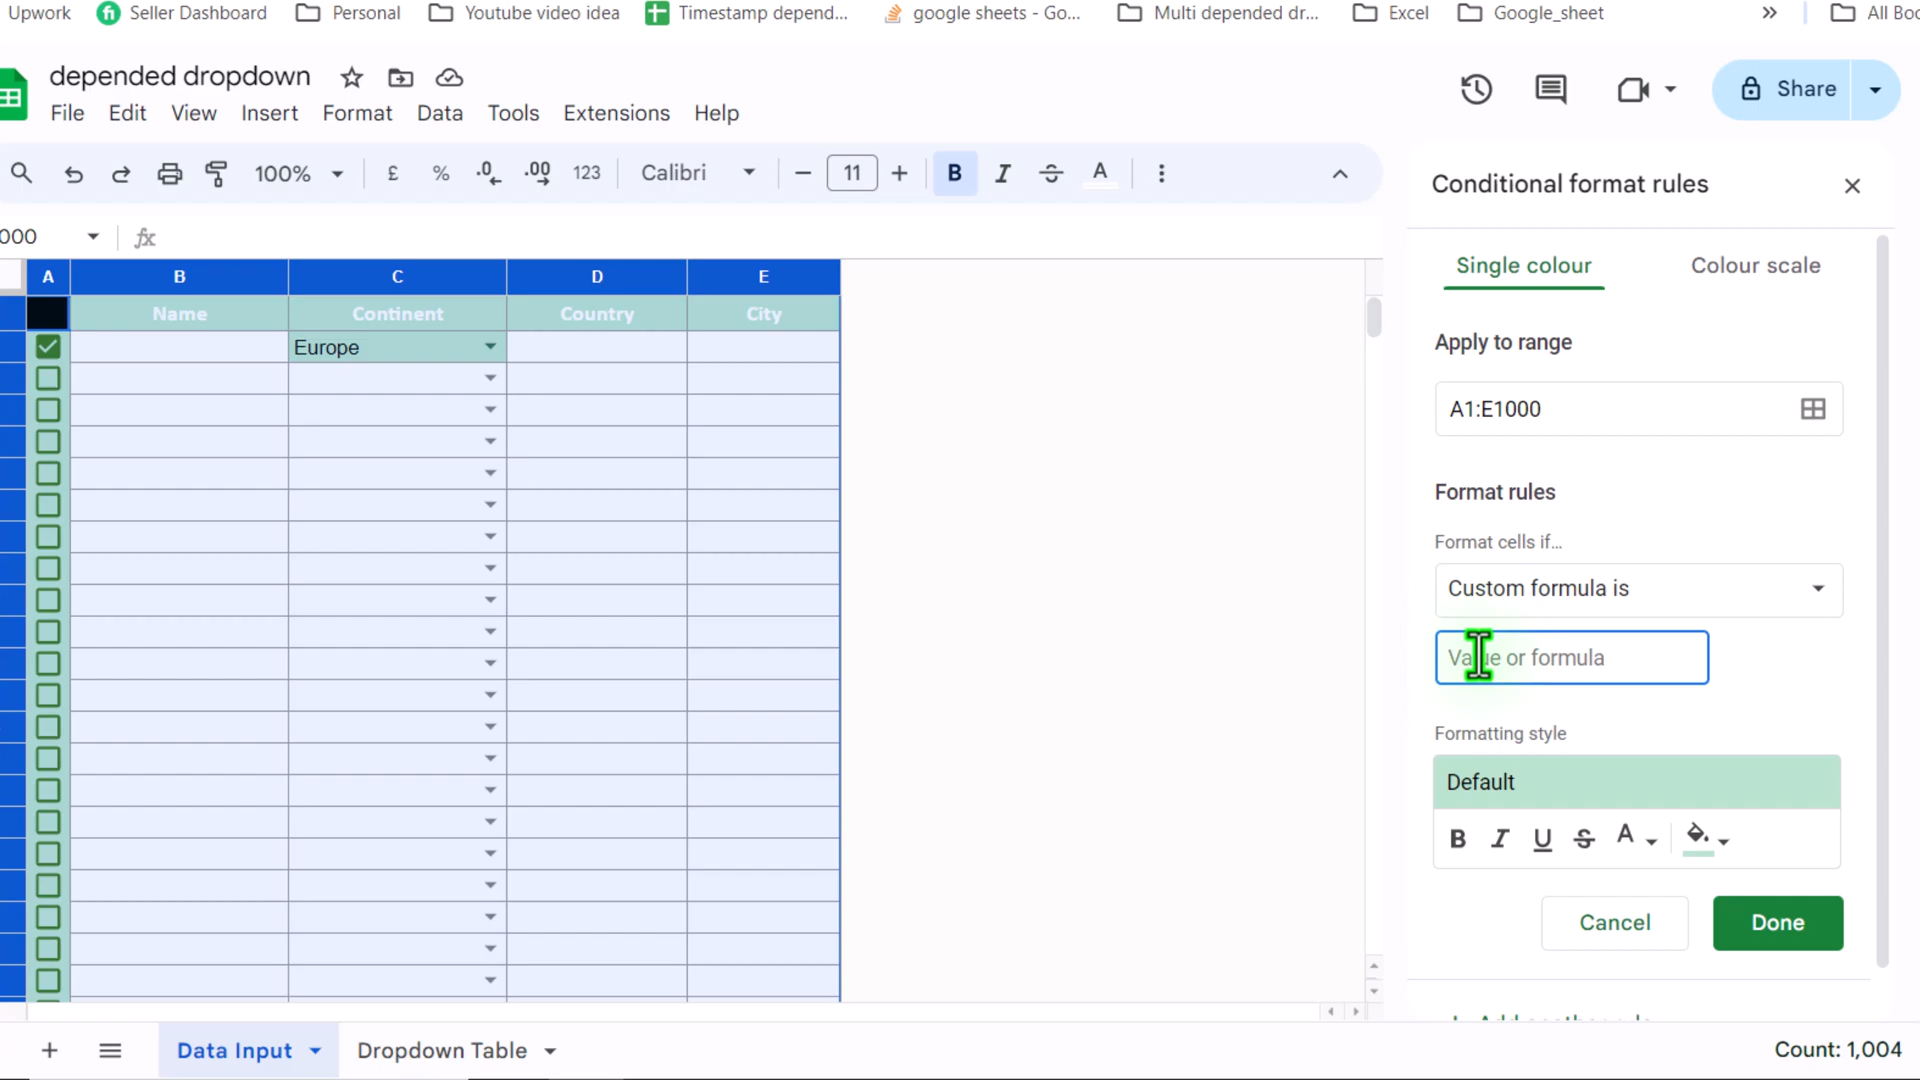 Upwork Seller Dashboard Personal Youtube video idea Timestamp depend... google sheets - Go... Multi depended dr... Excel Google_sheet » All Boo
depended dropdown
File Edit View Insert Format Data Tools Extensions Help
Share
100% £ % .0 .00 123 Calibri − 11 + B I S A
Conditional format rules
000 fx
Single colour Colour scale
A B C D E
Name Continent Country City
Europe
Apply to range
A1:E1000
Format rules
Format cells if...
Custom formula is
Value or formula
Formatting style
Default
B I U S A
Cancel Done
Data Input Dropdown Table
Count: 1,004